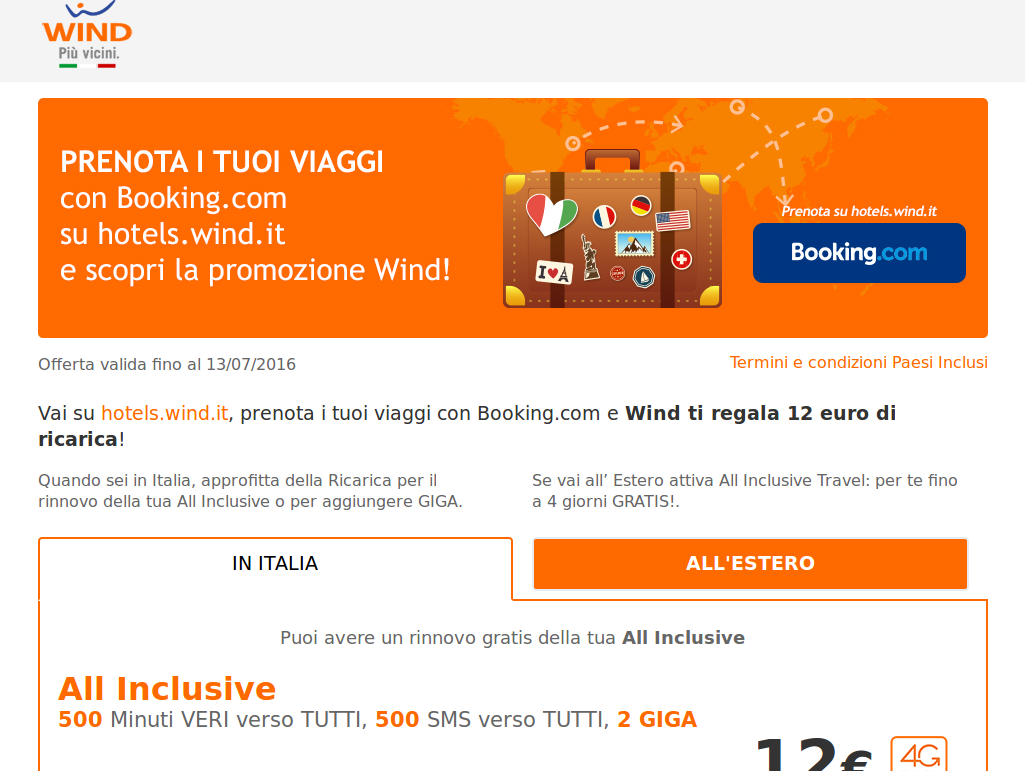 WIND
Più vicini.
PRENOTA I TUOI VIAGGI
con Booking.com
su hotels.wind.it
e scopri la promozione Wind!
I A
Prenota su hotels.wind.it
Booking.com
Offerta valida fino al 13/07/2016
Termini e condizioni Paesi Inclusi
Vai su hotels.wind.it, prenota i tuoi viaggi con Booking.com e Wind ti regala 12 euro di
ricarica!
Quando sei in Italia, approfitta della Ricarica per il
rinnovo della tua All Inclusive o per aggiungere GIGA.
Se vai all’ Estero attiva All Inclusive Travel: per te fino
a 4 giorni GRATIS!.
IN ITALIA
ALL'ESTERO
Puoi avere un rinnovo gratis della tua All Inclusive
All Inclusive
500 Minuti VERI verso TUTTI, 500 SMS verso TUTTI, 2 GIGA
12€
4G